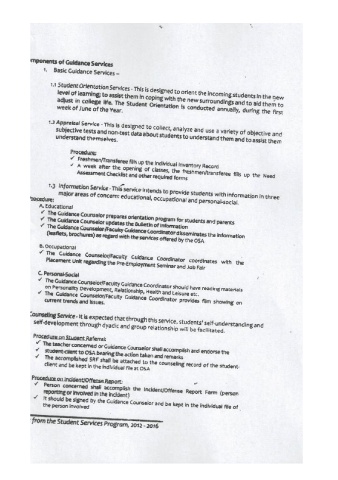 mponents of Guidance Services
1. Basic Guidance Services –
1.1 Student Orientation Services - This is designed to orient the incoming students in the new
level of learning; to assist them in coping with the new surroundings and to aid them to
adjust in college life. The Student Orientation is conducted annually, during the first
week of June of the Year.
1.2 Appraisal Service - This is designed to collect, analyze and use a variety of objective and
subjective tests and non-test data about students to understand them and to assist them
understand themselves.
Procedure:
✓ Freshmen/Transferee fills up the Individual Inventory Record
✓ A week after the opening of classes, the freshmen/transferee fills up the Need
Assessment Checklist and other required forms
1.3 Information Service - This service intends to provide students with information in three
major areas of concern: educational, occupational and personal-social.
Procedure:
A. Educational
✓ The Guidance Counselor prepares orientation program for students and parents
✓ The Guidance Counselor updates the Bulletin of Information
✓ The Guidance Counselor/Faculty Guidance Coordinator disseminates the information
(leaflets, brochures) as regard with the services offered by the OSA
B. Occupational
✓ The Guidance Counselor/Faculty Guidance Coordinator coordinates with the
Placement Unit regarding the Pre-Employment Seminar and Job Fair
C. Personal-Social
✓ The Guidance Counselor/Faculty Guidance Coordinator should have reading materials
on Personality Development, Relationship, Health and Leisure etc.
✓ The Guidance Counselor/Faculty Guidance Coordinator provides film showing on
current trends and issues.
Counseling Service - It is expected that through this service, students' self-understanding and
self-development through dyadic and group relationship will be facilitated.
Procedure on Student Referral:
✓ The teacher concerned or Guidance Counselor shall accomplish and endorse the
✓ student-client to OSA bearing the action taken and remarks
✓ The accomplished SRF shall be attached to the counseling record of the student-
client and be kept in the individual file at OSA
Procedure on Incident/Offense Report:
✓ Person concerned shall accomplish the Incident/Offense Report Form (person
reporting or involved in the incident)
✓ It should be signed by the Guidance Counselor and be kept in the individual file of
the person involved
from the Student Services Program, 2012 - 2016